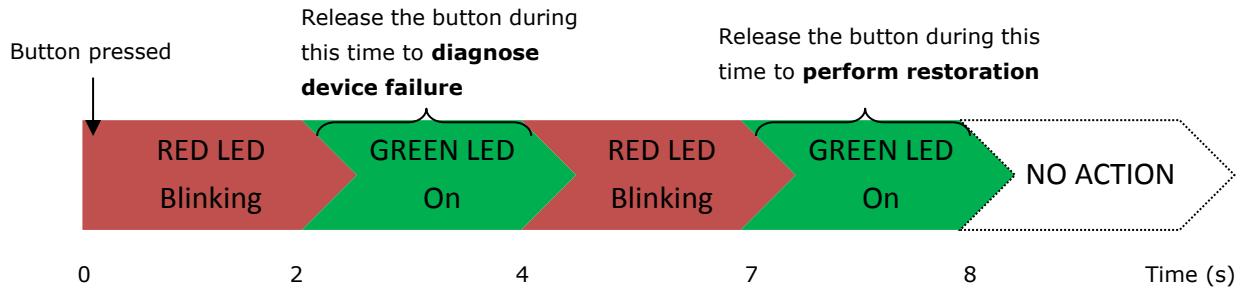 Button pressed
Release the button during
this time to diagnose
device failure
Release the button during this
time to perform restoration
RED LED
Blinking
GREEN LED
On
RED LED
Blinking
GREEN LED
On
NO ACTION
0 2 4 7 8 Time (s)